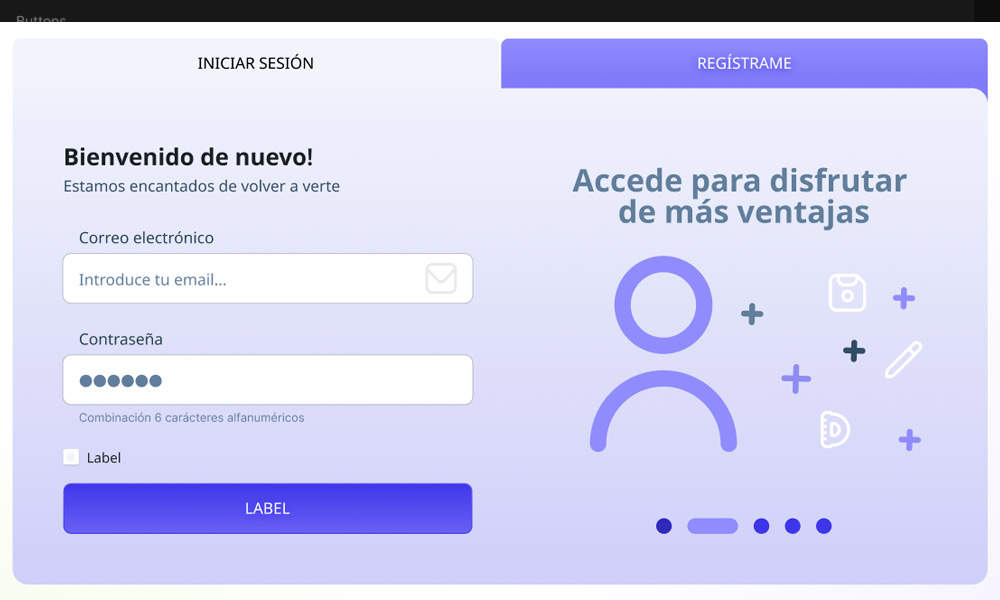 Buttons
INICIAR SESIÓN
REGÍSTRAME
Bienvenido de nuevo!
Estamos encantados de volver a verte
Correo electrónico
Introduce tu email...
Contraseña
Combinación 6 carácteres alfanuméricos
Label
LABEL
Accede para disfrutar
de más ventajas